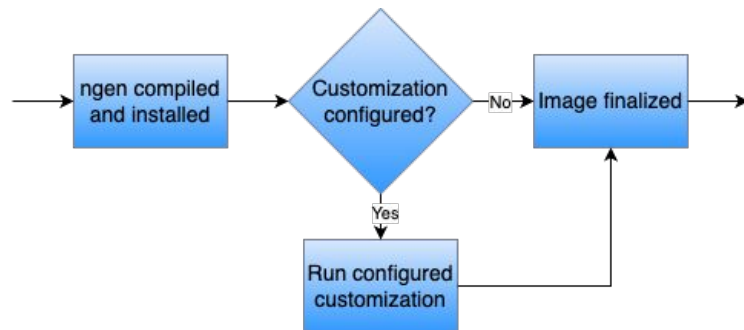 ngen compiled
and installed
Customization
configured?
No
Image finalized
Yes
Run configured
customization